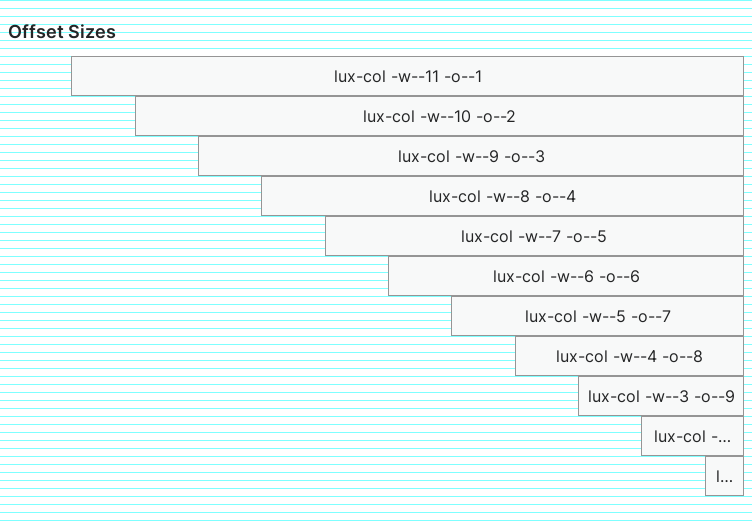 Offset Sizes
lux-col -w--11 -o--1
lux-col -w--10 -o--2
lux-col -w--9 -o--3
lux-col -w--8 -o--4
lux-col -w--7 -o--5
lux-col -w--6 -o--6
lux-col -w--5 -o--7
lux-col -w--4 -o--8
lux-col -w--3 -o--9
lux-col -...
l...